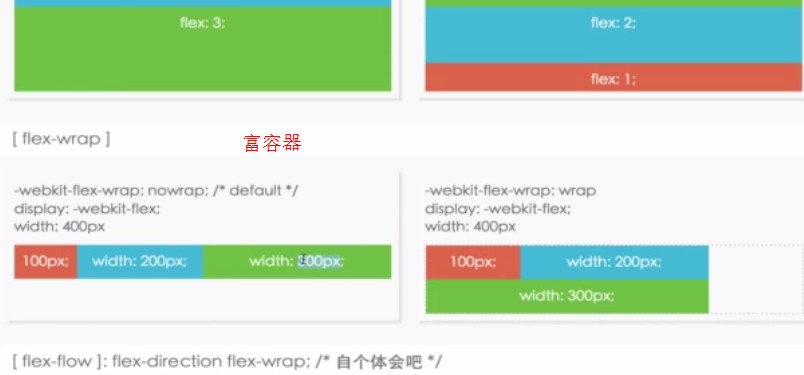 flex: 3;
flex: 2;
flex: 1;
[ flex-wrap ]
富容器
-webkit-flex-wrap: nowrap; /* default */
display: -webkit-flex;
width: 400px
100px;
width: 200px;
width: 300px;
-webkit-flex-wrap: wrap
display: -webkit-flex;
width: 400px
100px;
width: 200px;
width: 300px;
[ flex-flow ]: flex-direction flex-wrap; /* 自个体会吧 */